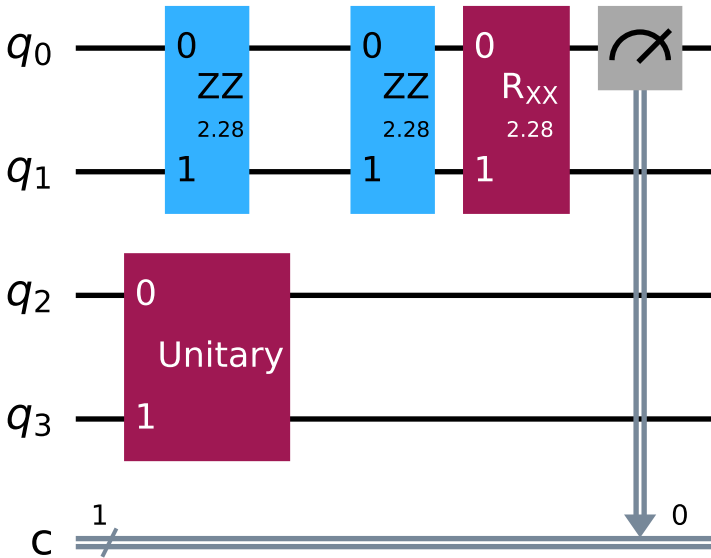 q0 0 0 0
ZZ ZZ RXX
2.28 2.28 2.28
q1 1 1 1
q2 0
Unitary
q3 1
1 0
c